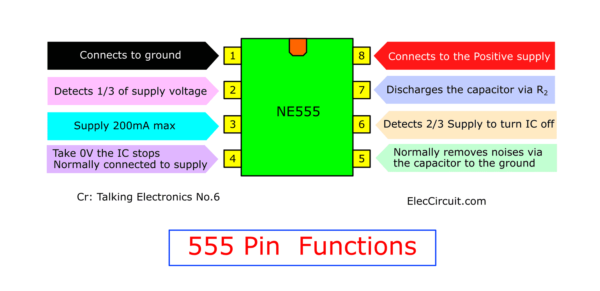 Connects to ground
1
8
Connects to the Positive supply
Detects 1/3 of supply voltage
2
7
Discharges the capacitor via R2
NE555
Supply 200mA max
3
6
Detects 2/3 Supply to turn IC off
Take 0V the IC stops
Normally connected to supply
4
5
Normally removes noises via
the capacitor to the ground
Cr: Talking Electronics No.6
ElecCircuit.com
555 Pin Functions